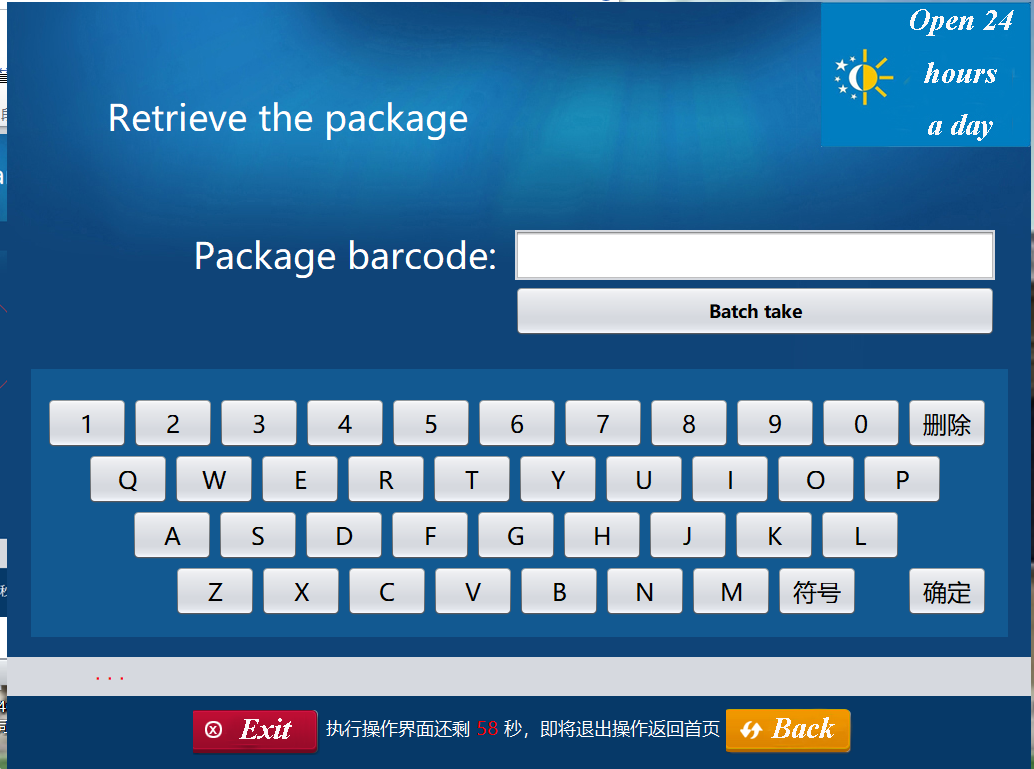 Open 24
hours
a day
Retrieve the package
Package barcode:
Batch take
1 2 3 4 5 6 7 8 9 0 删除
Q W E R T Y U I O P
A S D F G H J K L
Z X C V B N M 符号 确定
...
Exit 执行操作界面还剩 58 秒，即将退出操作返回首页 Back